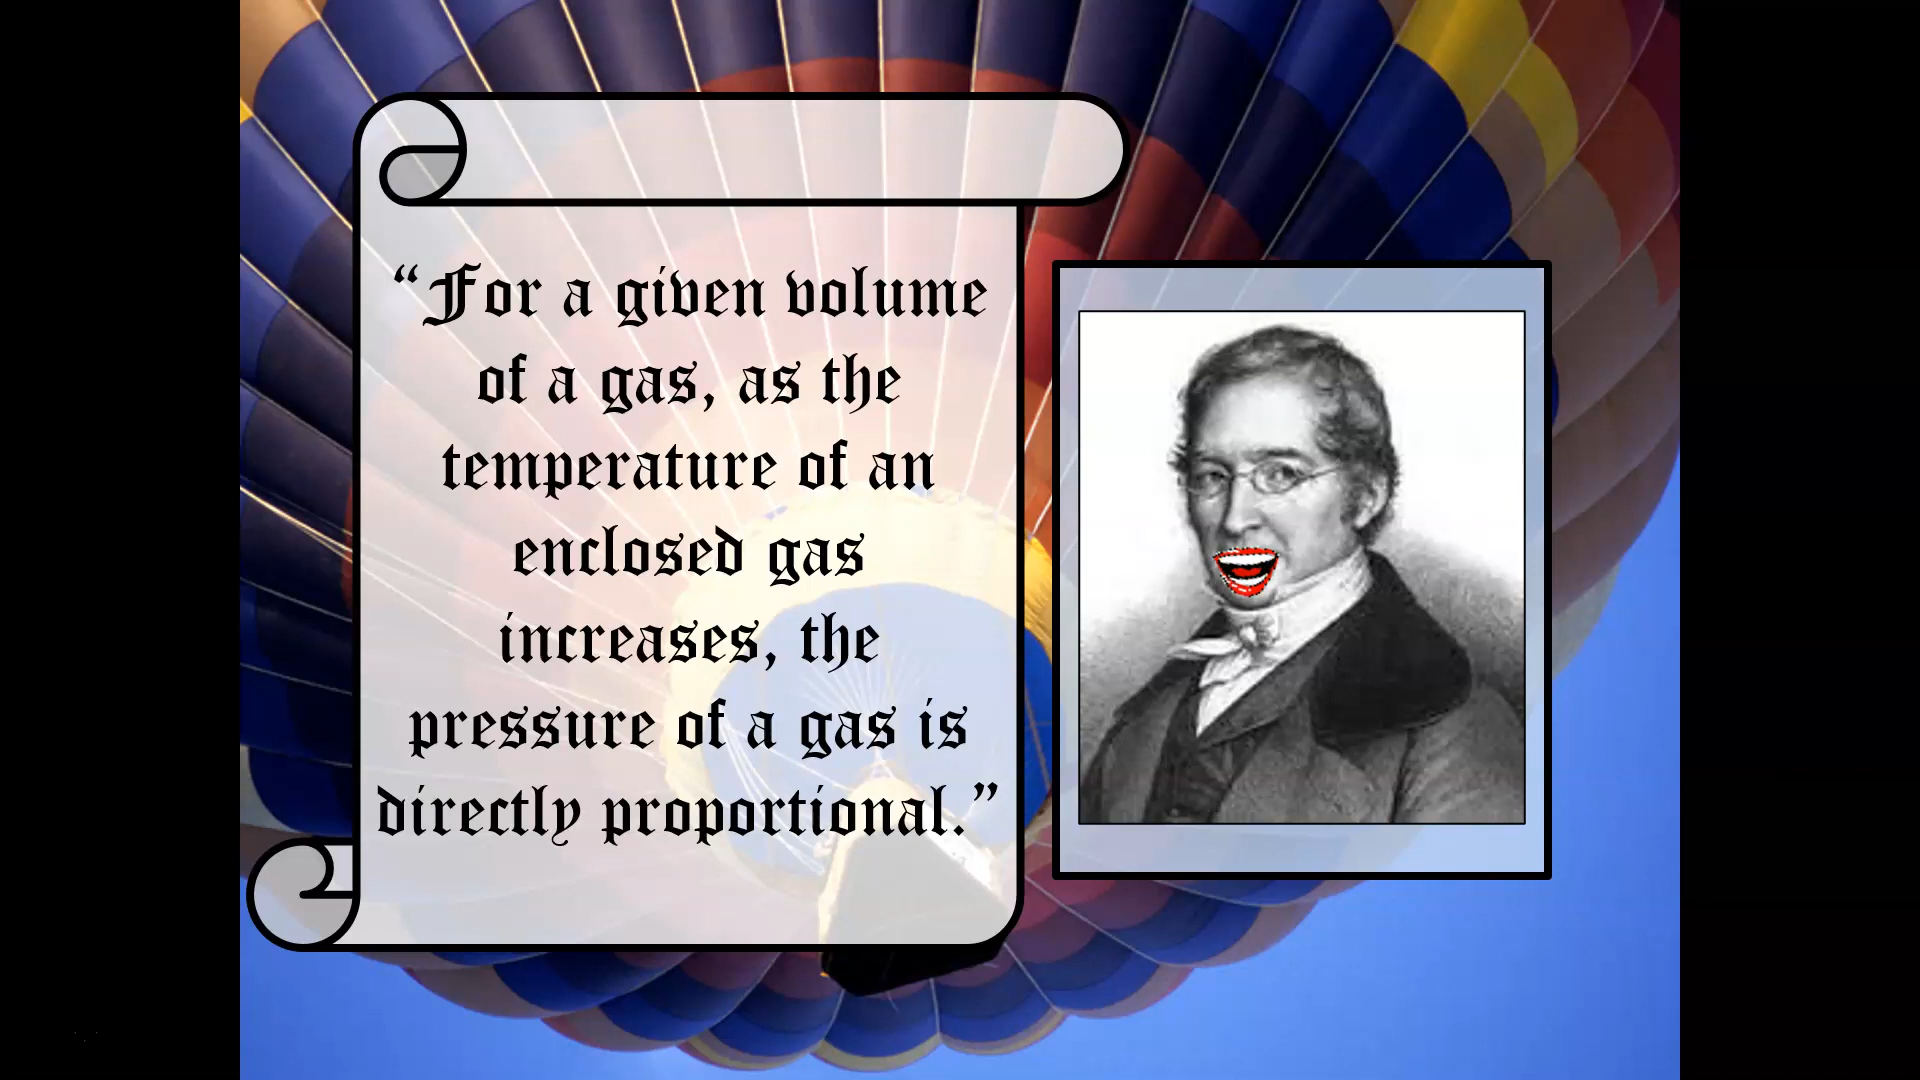 “For a given volume
of a gas, as the
temperature of an
enclosed gas
increases, the
pressure of a gas is
directly proportional.”